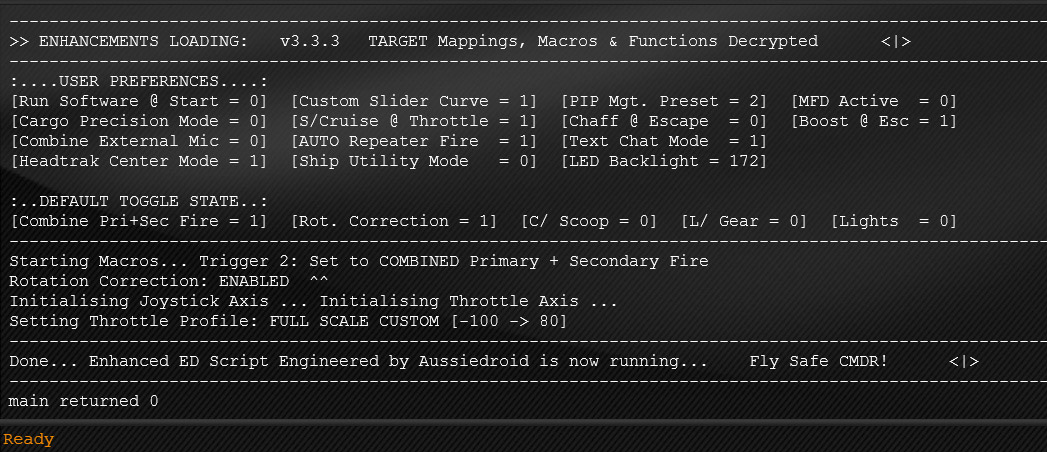 --------------------------------------------------------------------------------------------------------
>> ENHANCEMENTS LOADING:   v3.3.3   TARGET Mappings, Macros & Functions Decrypted      <|>
--------------------------------------------------------------------------------------------------------
:....USER PREFERENCES....:
[Run Software @ Start = 0]  [Custom Slider Curve = 1]  [PIP Mgt. Preset = 2]  [MFD Active  = 0]
[Cargo Precision Mode = 0]  [S/Cruise @ Throttle = 1]  [Chaff @ Escape  = 0]  [Boost @ Esc = 1]
[Combine External Mic = 0]  [AUTO Repeater Fire  = 1]  [Text Chat Mode  = 1]
[Headtrak Center Mode = 1]  [Ship Utility Mode   = 0]  [LED Backlight = 172]
:..DEFAULT TOGGLE STATE..:
[Combine Pri+Sec Fire = 1]  [Rot. Correction = 1]  [C/ Scoop = 0]  [L/ Gear = 0]  [Lights  = 0]
--------------------------------------------------------------------------------------------------------
Starting Macros... Trigger 2: Set to COMBINED Primary + Secondary Fire
Rotation Correction: ENABLED  ^^
Initialising Joystick Axis ... Initialising Throttle Axis ...
Setting Throttle Profile: FULL SCALE CUSTOM [-100 -> 80]
--------------------------------------------------------------------------------------------------------
Done... Enhanced ED Script Engineered by Aussiedroid is now running...    Fly Safe CMDR!      <|>
--------------------------------------------------------------------------------------------------------
main returned 0
Ready